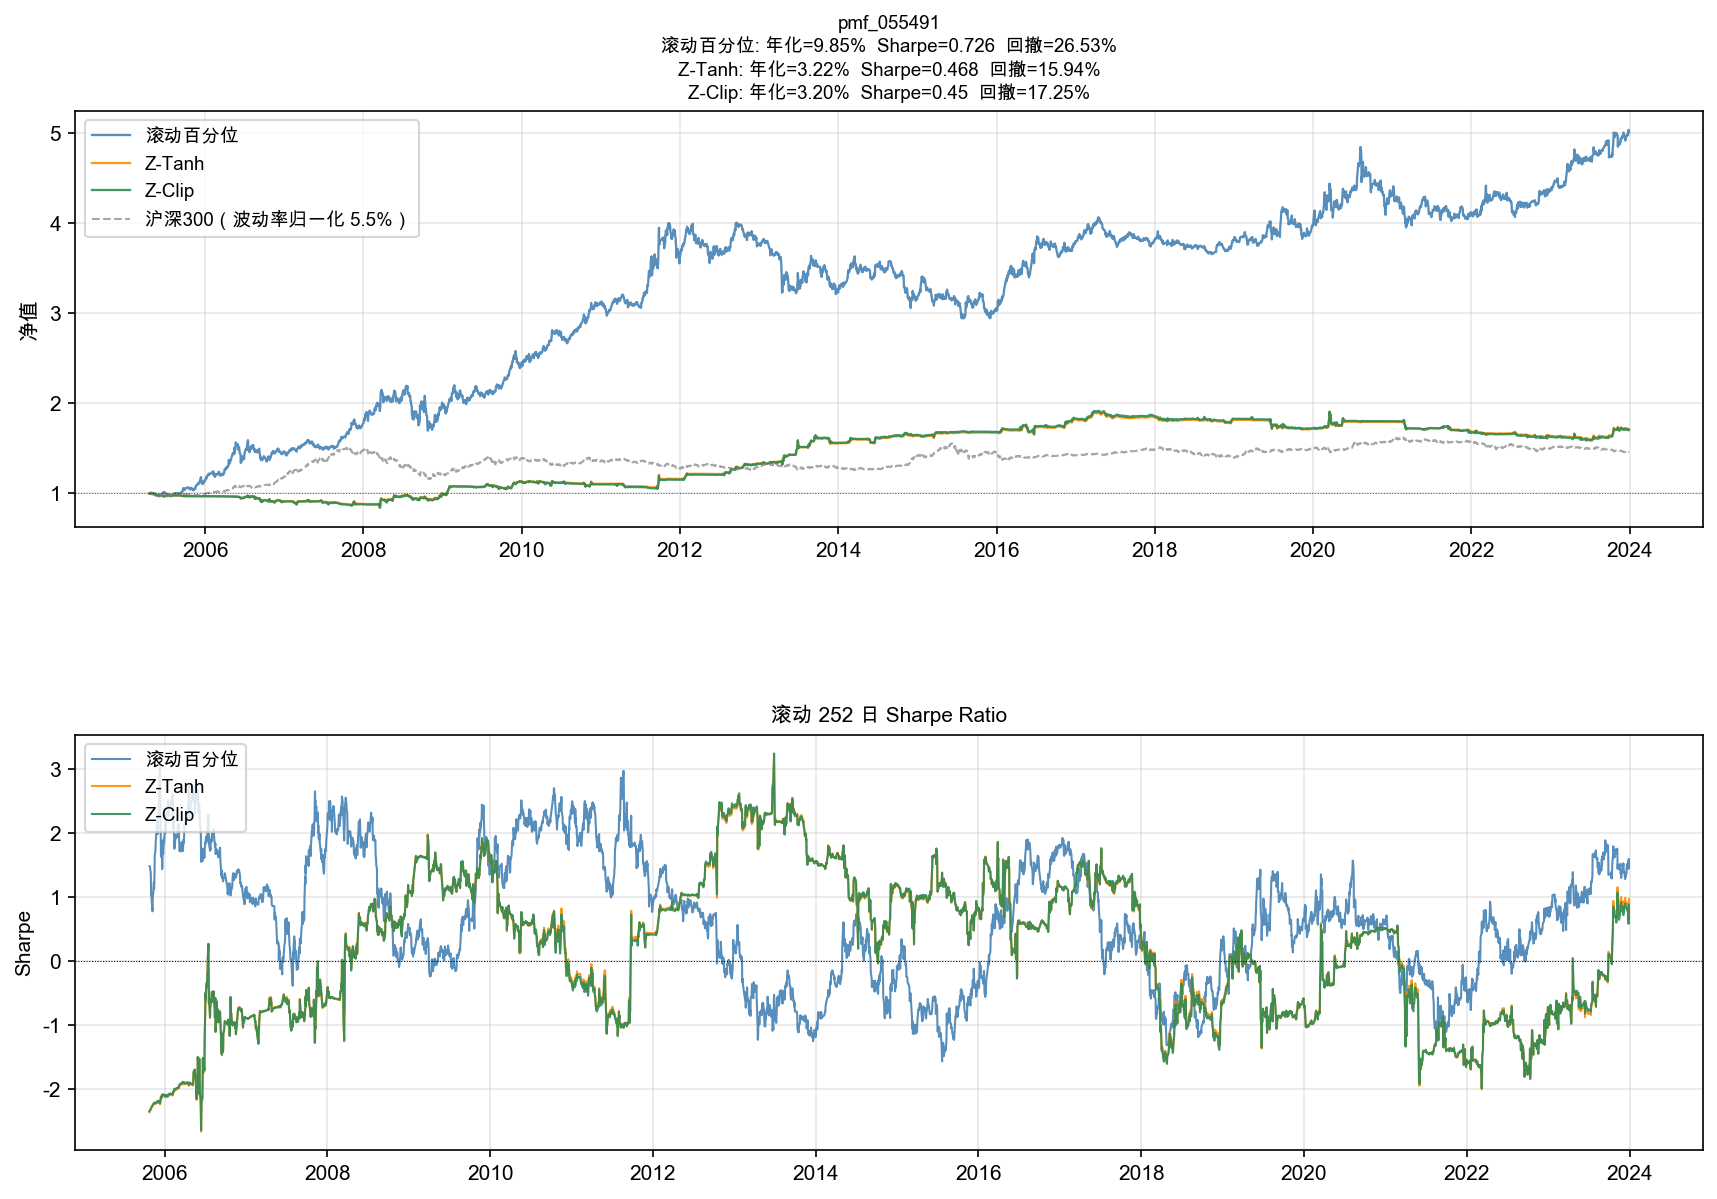 pmf_055491
滚动百分位: 年化=9.85%  Sharpe=0.726  回撤=26.53%
Z-Tanh: 年化=3.22%  Sharpe=0.468  回撤=15.94%
Z-Clip: 年化=3.20%  Sharpe=0.45  回撤=17.25%
滚动百分位
Z-Tanh
Z-Clip
沪深300（波动率归一化 5.5%）
净值
5
4
3
2
1
2006 2008 2010 2012 2014 2016 2018 2020 2022 2024
滚动 252 日 Sharpe Ratio
滚动百分位
Z-Tanh
Z-Clip
Sharpe
3
2
1
0
-1
-2
2006 2008 2010 2012 2014 2016 2018 2020 2022 2024